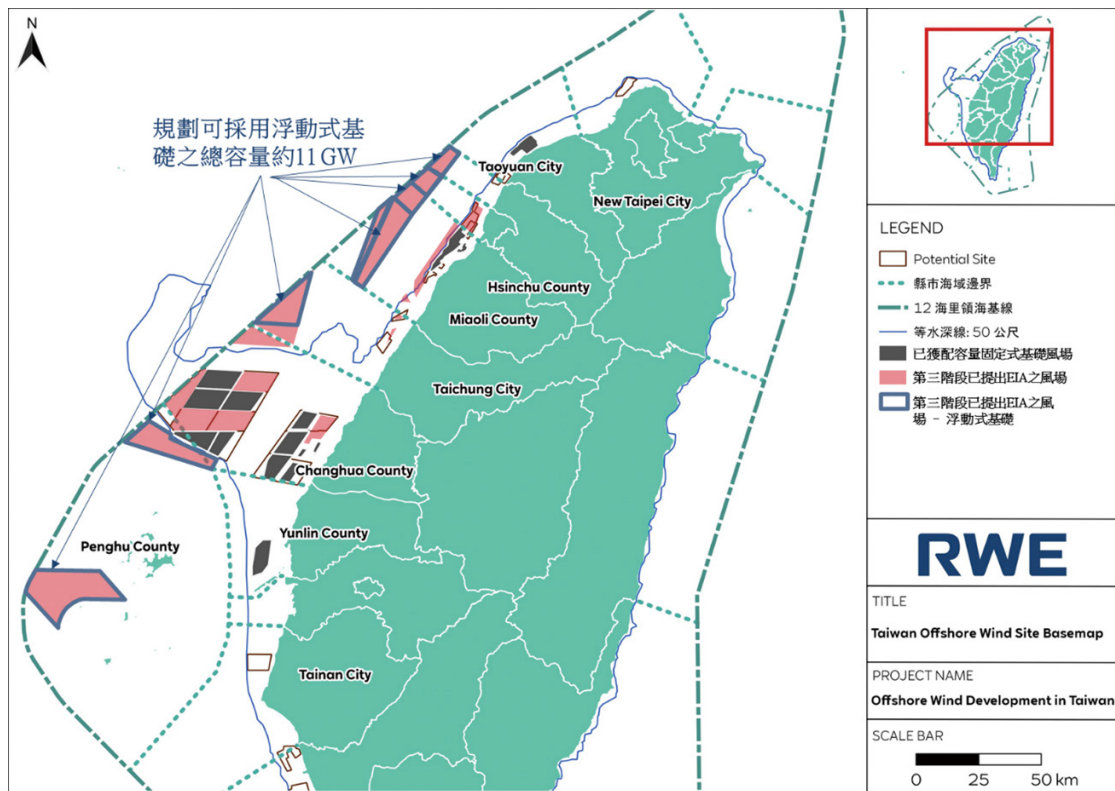 N
規劃可採用浮動式基
礎之總容量約11 GW
Taoyuan City
New Taipei City
Hsinchu County
Miaoli County
Taichung City
Changhua County
Yunlin County
Penghu County
Tainan City
LEGEND
Potential Site
縣市海域邊界
12 海里領海基線
等水深線: 50 公尺
已獲配容量固定式基礎風場
第三階段已提出EIA之風場
第三階段已提出EIA之風
場 - 浮動式基礎
RWE
TITLE
Taiwan Offshore Wind Site Basemap
PROJECT NAME
Offshore Wind Development in Taiwan
SCALE BAR
0 25 50 km